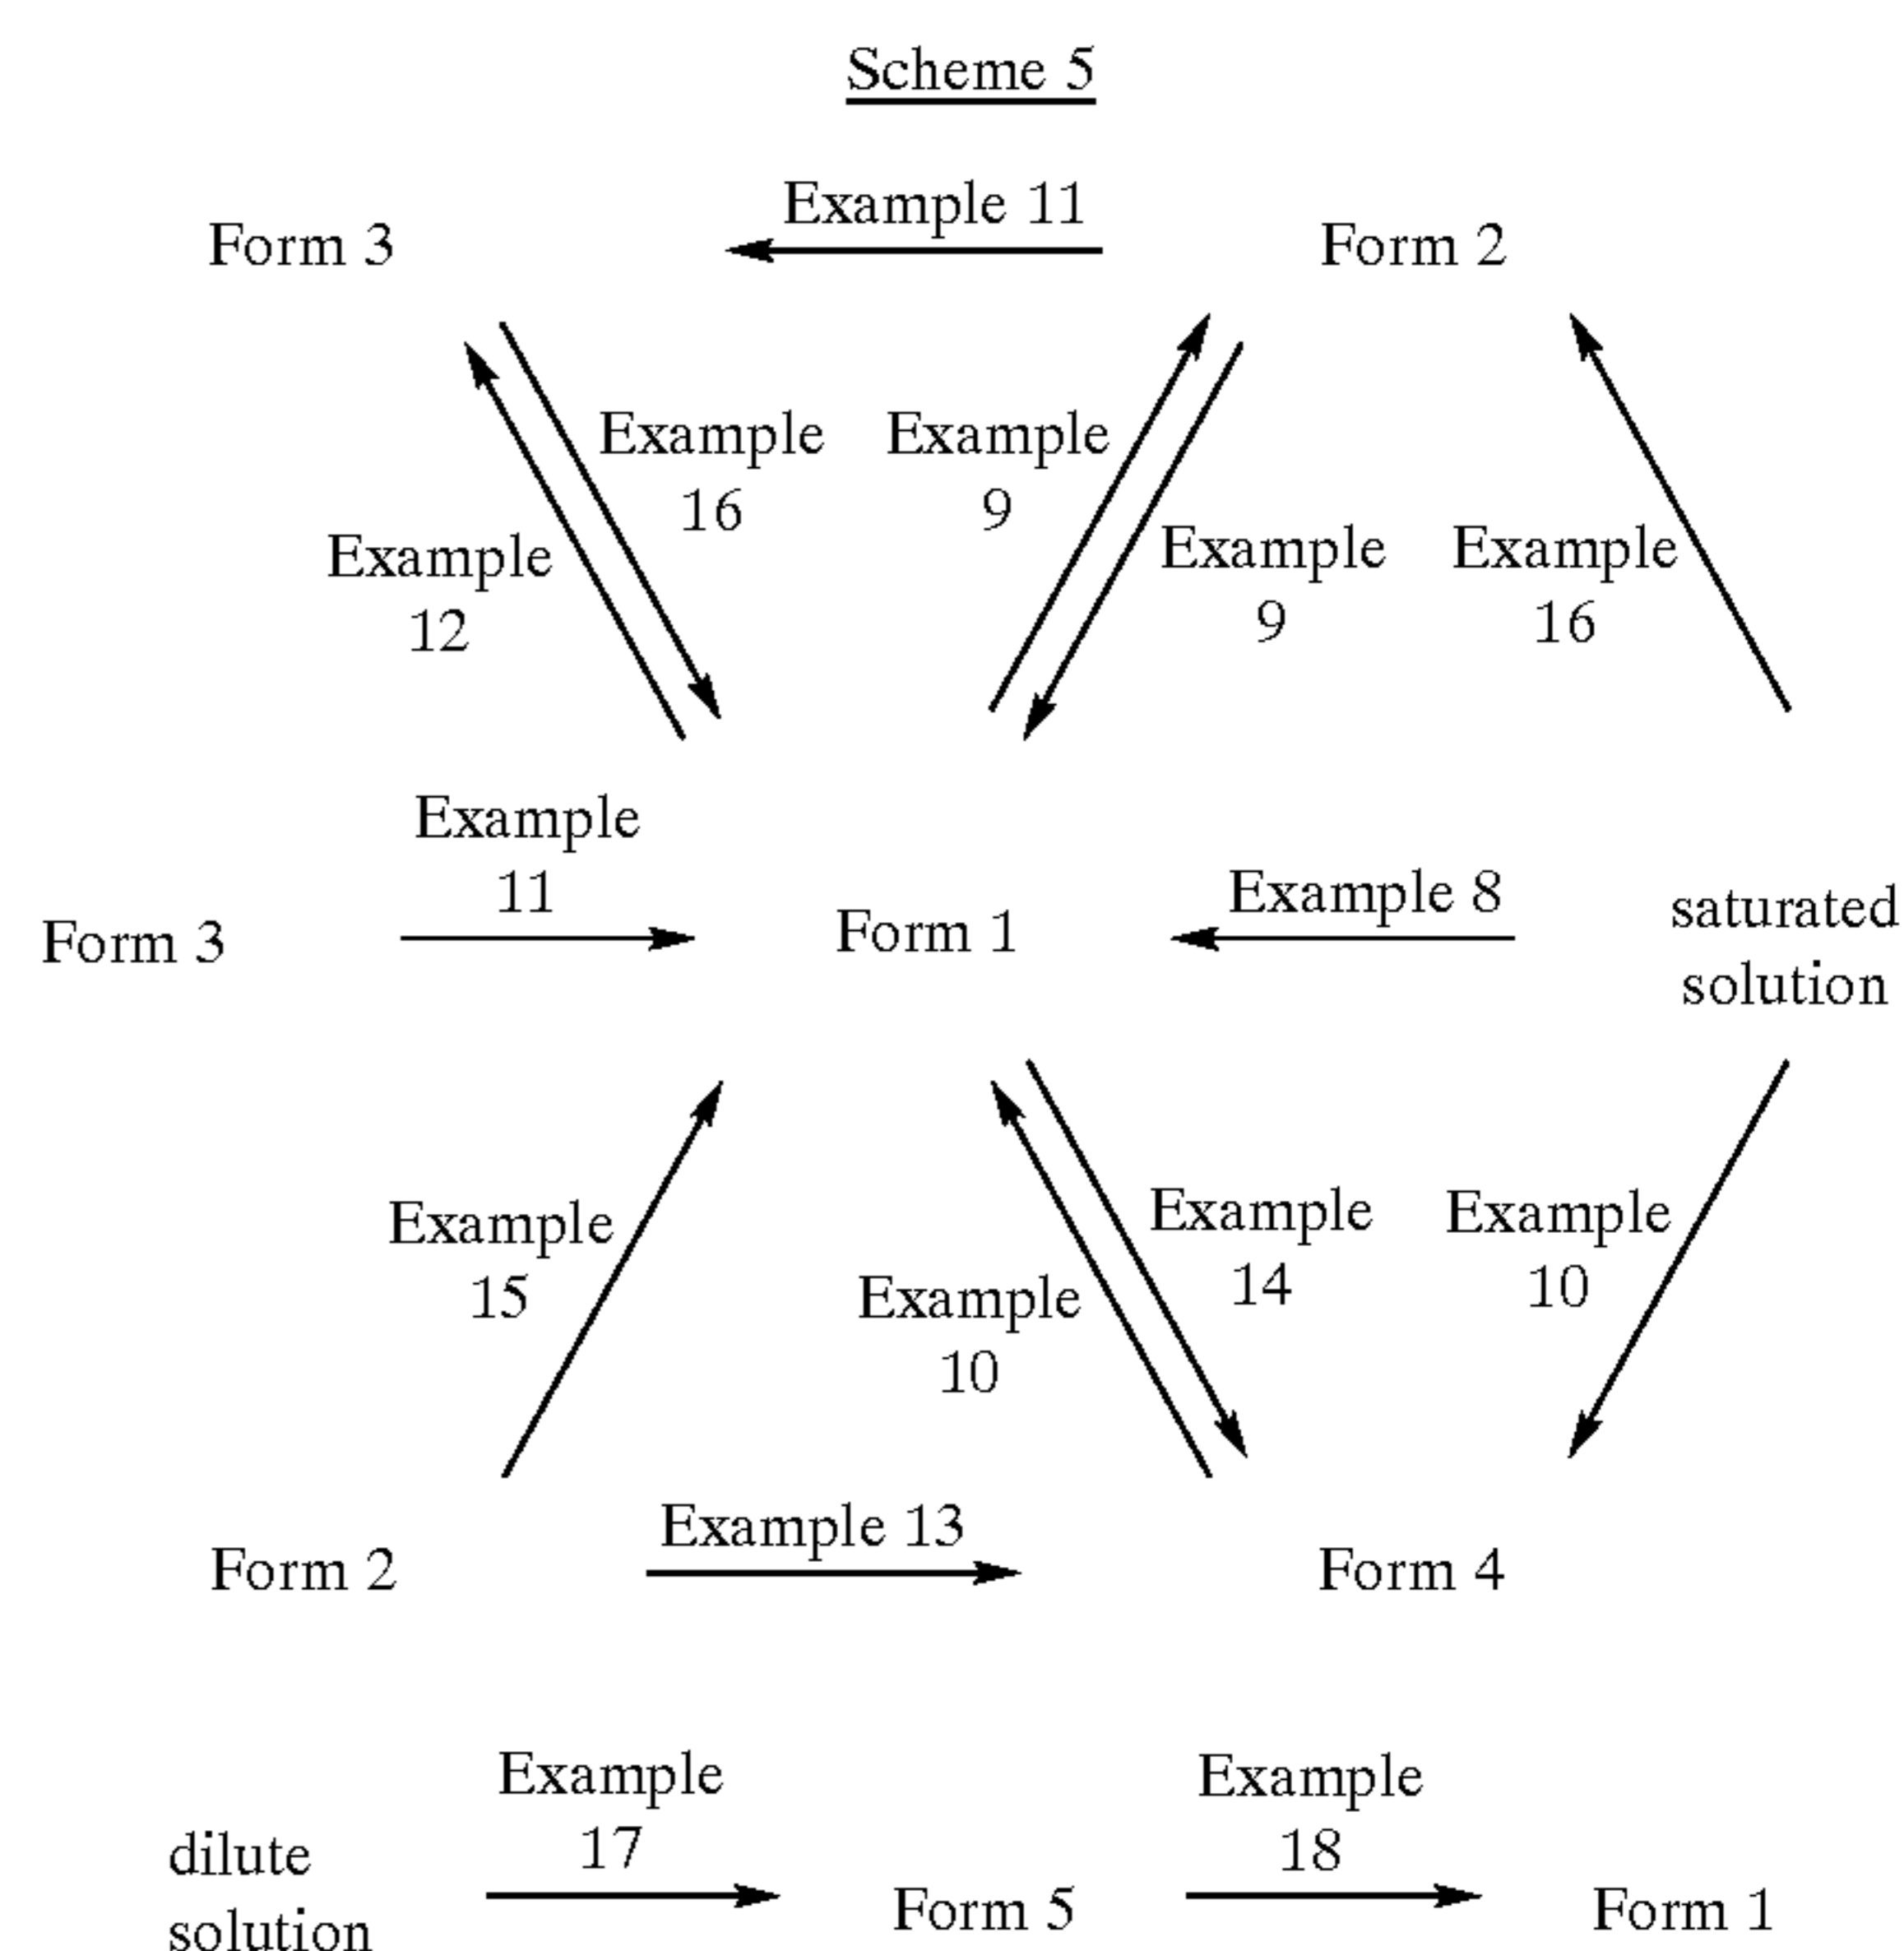 Scheme 5
Example 11
Form 3
Form 2
Example
16
Example
9
Example
12
Example
9
Example
16
Example
11
Form 3
Form 1
Example 8
saturated
solution
Example
15
Example
10
Example
14
Example
10
Form 2
Example 13
Form 4
dilute
solution
Example
17
Form 5
Example
18
Form 1